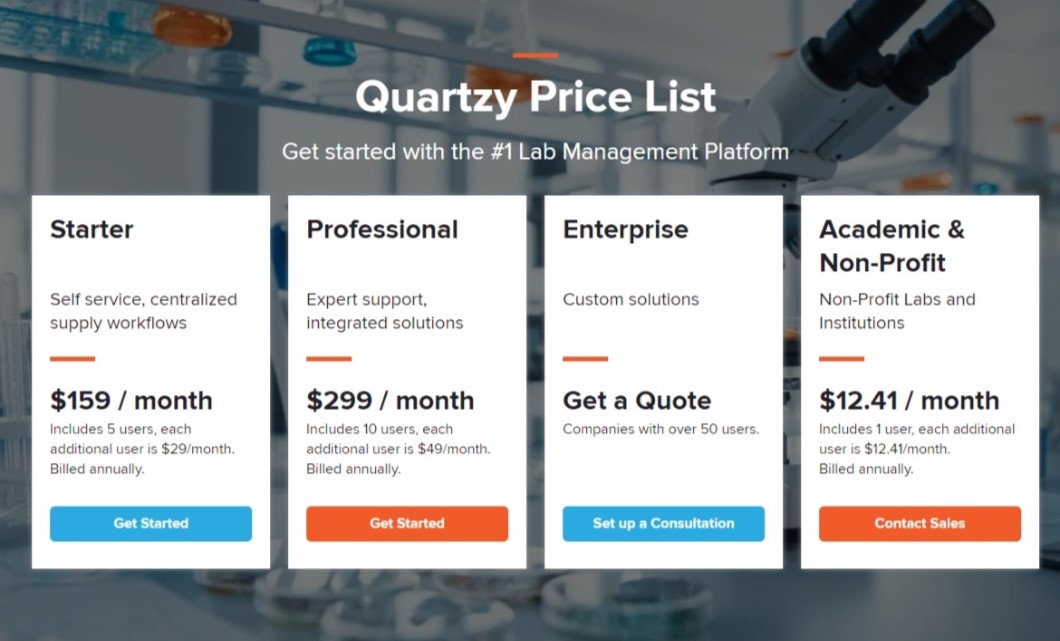 Quartzy Price List
Get started with the #1 Lab Management Platform
Starter
Self service, centralized
supply workflows
$159 / month
Includes 5 users, each
additional user is $29/month.
Billed annually.
Get Started
Professional
Expert support,
integrated solutions
$299 / month
Includes 10 users, each
additional user is $49/month.
Billed annually.
Get Started
Enterprise
Custom solutions
Get a Quote
Companies with over 50 users.
Set up a Consultation
Academic &
Non-Profit
Non-Profit Labs and
Institutions
$12.41 / month
Includes 1 user, each additional
user is $12.41/month.
Billed annually.
Contact Sales